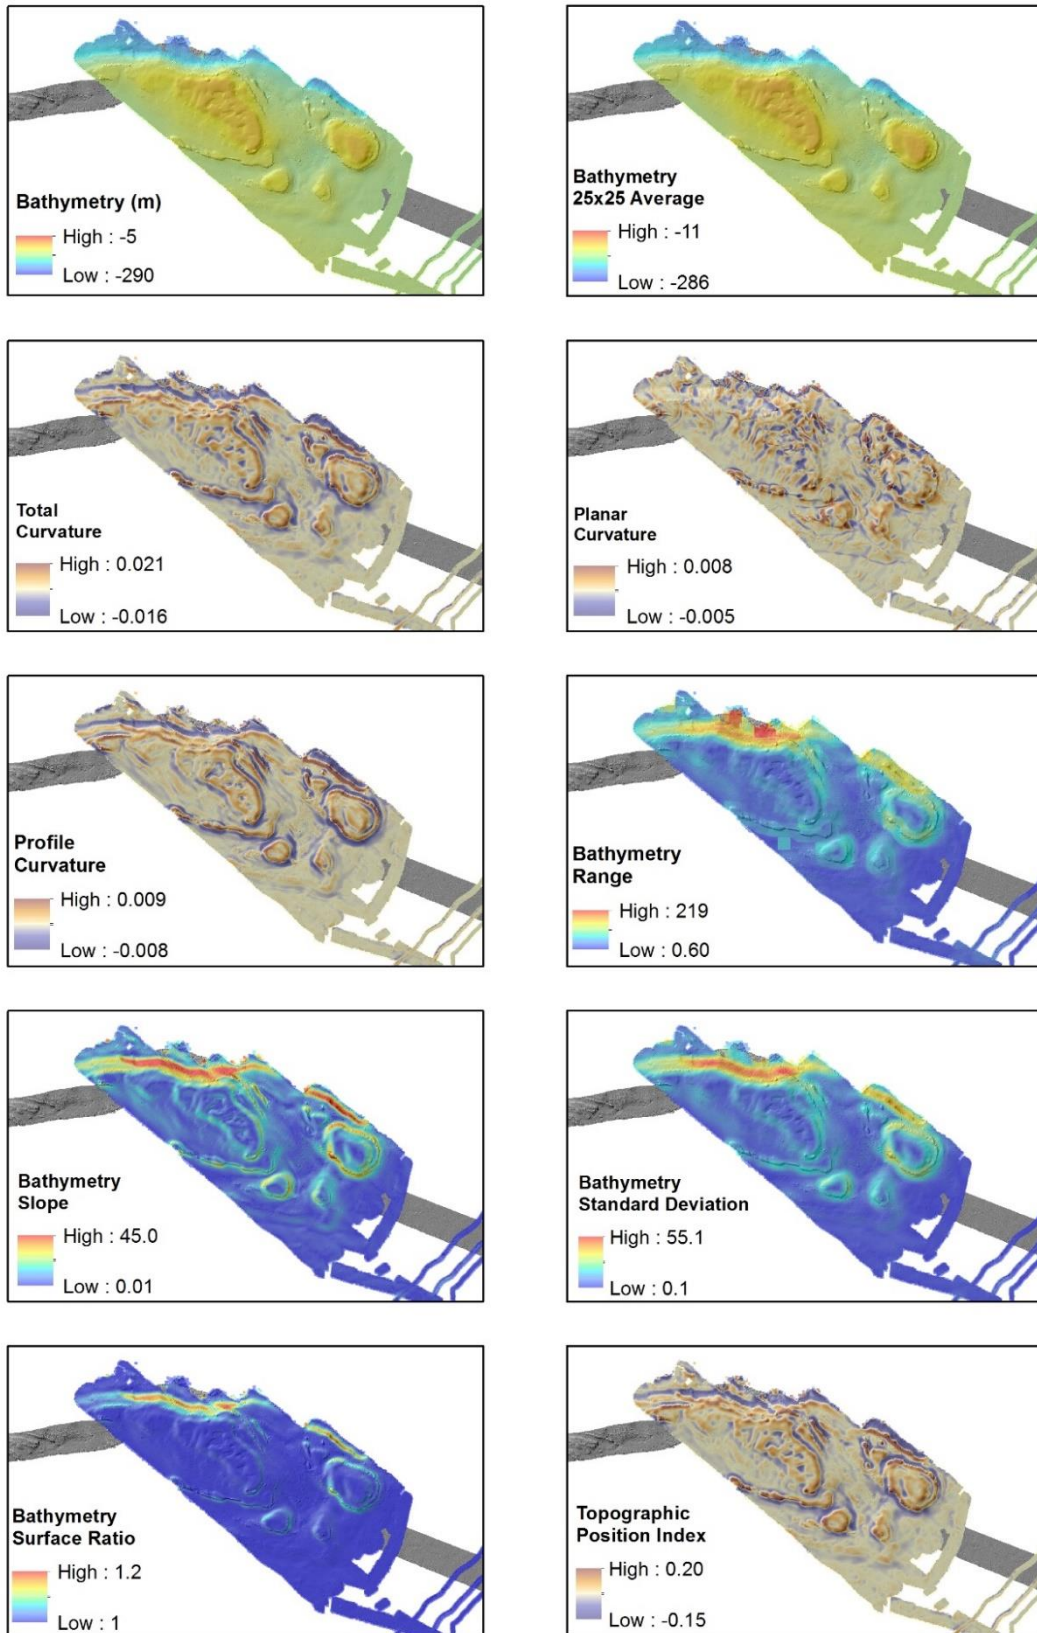 Bathymetry (m)
High : -5
Low : -290
Bathymetry
25x25 Average
High : -11
Low : -286
Total
Curvature
High : 0.021
Low : -0.016
Planar
Curvature
High : 0.008
Low : -0.005
Profile
Curvature
High : 0.009
Low : -0.008
Bathymetry
Range
High : 219
Low : 0.60
Bathymetry
Slope
High : 45.0
Low : 0.01
Bathymetry
Standard Deviation
High : 55.1
Low : 0.1
Bathymetry
Surface Ratio
High : 1.2
Low : 1
Topographic
Position Index
High : 0.20
Low : -0.15